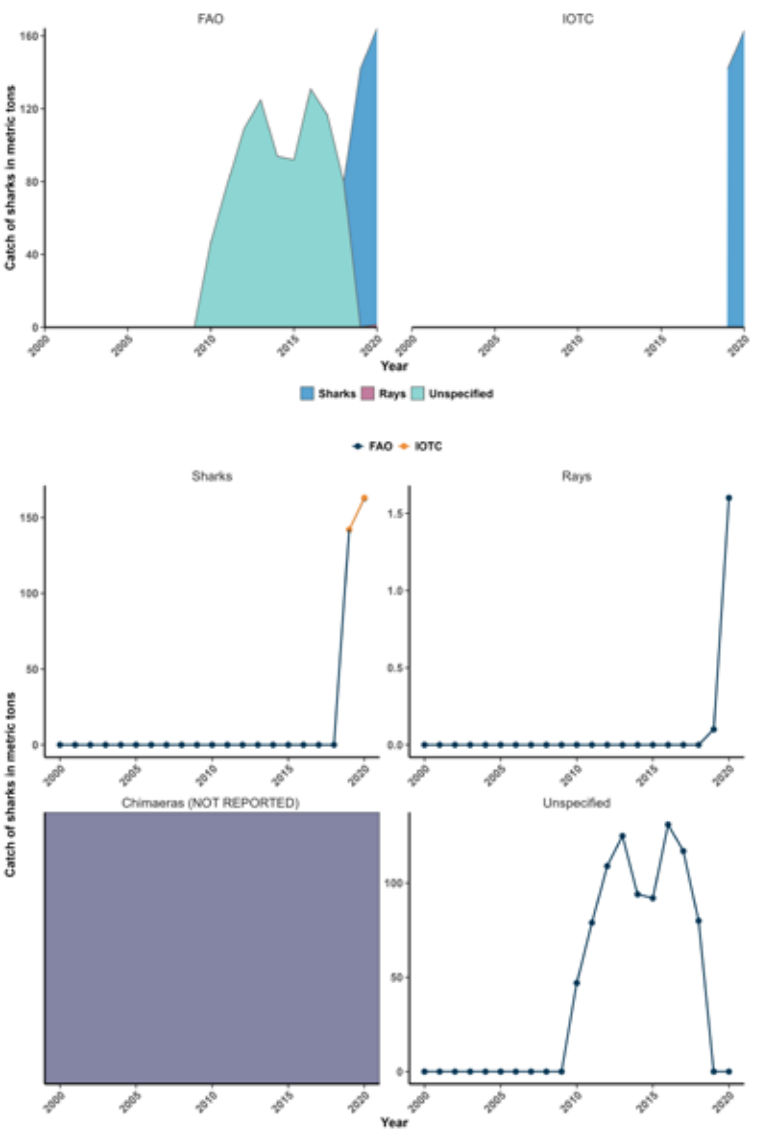 FAO IOTC
Catch of sharks in metric tons
160
120
80
40
0
2000 2005 2010 2015 2020 2000 2005 2010 2015 2020
Year
Sharks Rays Unspecified
FAO IOTC
Sharks Rays
Catch of sharks in metric tons
150
100
50
0
1.5
1.0
0.5
0.0
2000 2005 2010 2015 2020 2000 2005 2010 2015 2020
Chimaeras (NOT REPORTED) Unspecified
100
50
0
2000 2005 2010 2015 2020 2000 2005 2010 2015 2020
Year